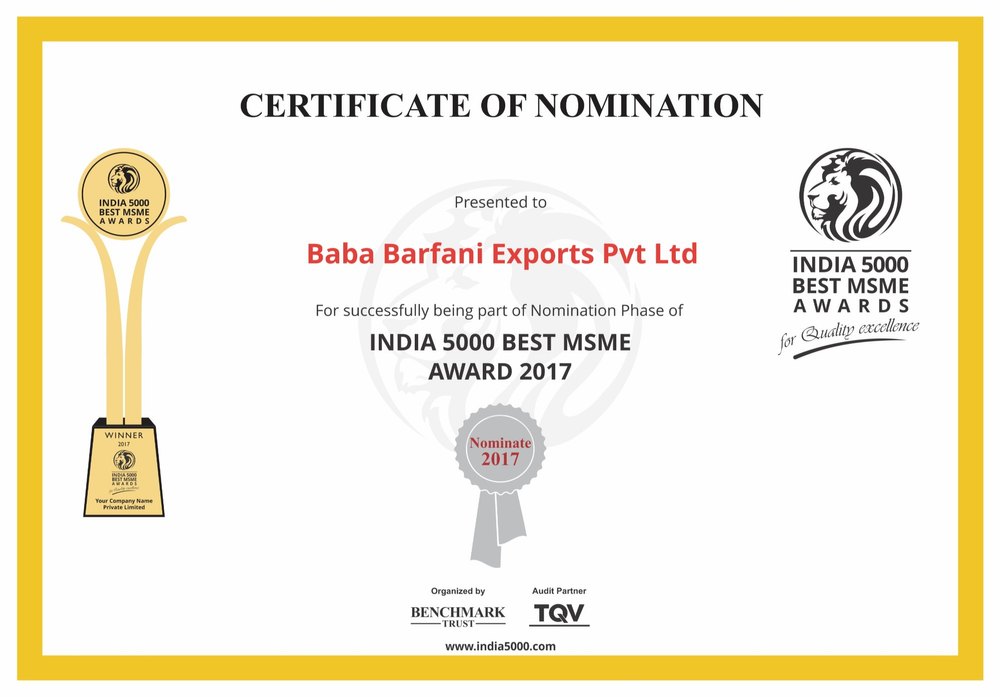 CERTIFICATE OF NOMINATION
INDIA 5000
BEST MSME
AWARDS
Presented to
Baba Barfani Exports Pvt Ltd
For successfully being part of Nomination Phase of
INDIA 5000 BEST MSME
AWARD 2017
INDIA 5000
BEST MSME
AWARDS
for Quality excellence
WINNER
2017
INDIA 5000
BEST MSME
AWARDS
for Quality excellence
Your Company Name
Private Limited
Nominate
2017
Organized by
BENCHMARK
TRUST
Audit Partner
TQV
www.india5000.com